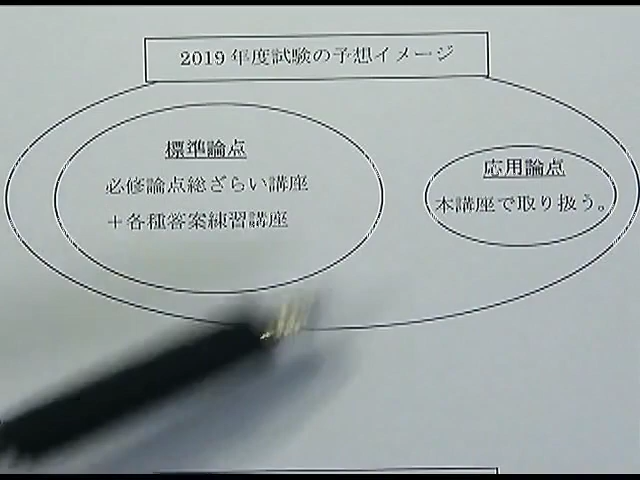 2019年度試験の予想イメージ
標準論点
必修論点総ざらい講座
＋各種答案練習講座
応用論点
本講座で取り扱う。